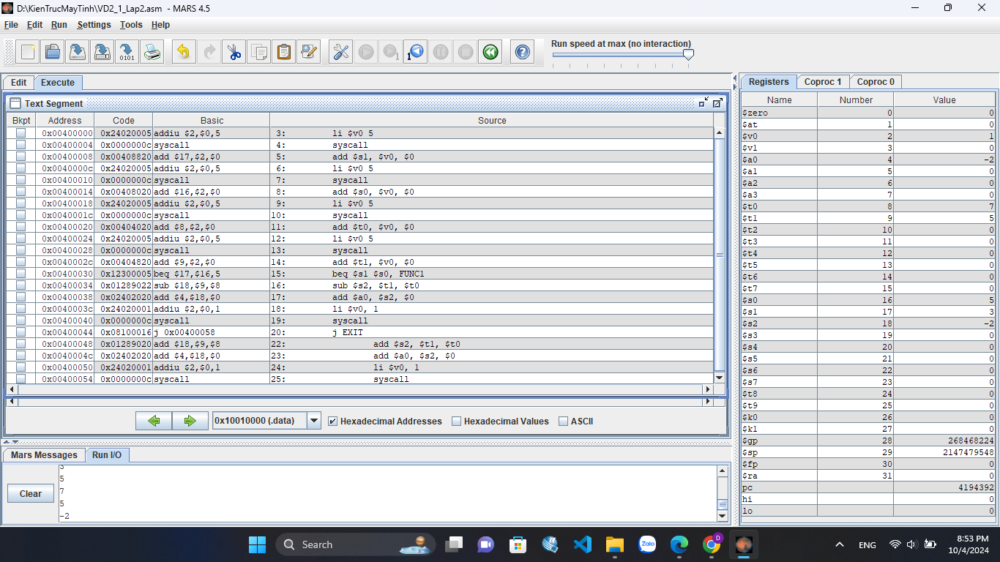 D:\KienTrucMayTinh\VD2_1_Lap2.asm - MARS 4.5
File Edit Run Settings Tools Help
Run speed at max (no interaction)
Edit Execute
Text Segment
Bkpt Address Code Basic Source
0x00400000 0x24020005 addiu $2,$0,5 3: li $v0 5
0x00400004 0x0000000c syscall 4: syscall
0x00400008 0x00408820 add $17,$2,$0 5: add $s1, $v0, $0
0x0040000c 0x24020005 addiu $2,$0,5 6: li $v0 5
0x00400010 0x0000000c syscall 7: syscall
0x00400014 0x00408020 add $16,$2,$0 8: add $s0, $v0, $0
0x00400018 0x24020005 addiu $2,$0,5 9: li $v0 5
0x0040001c 0x0000000c syscall 10: syscall
0x00400020 0x00404020 add $8,$2,$0 11: add $t0, $v0, $0
0x00400024 0x24020005 addiu $2,$0,5 12: li $v0 5
0x00400028 0x0000000c syscall 13: syscall
0x0040002c 0x00404820 add $9,$2,$0 14: add $t1, $v0, $0
0x00400030 0x12300005 beq $17,$16,5 15: beq $s1 $s0, FUNC1
0x00400034 0x01289022 sub $18,$9,$8 16: sub $s2, $t1, $t0
0x00400038 0x02402020 add $4,$18,$0 17: add $a0, $s2, $0
0x0040003c 0x24020001 addiu $2,$0,1 18: li $v0, 1
0x00400040 0x0000000c syscall 19: syscall
0x00400044 0x08100016 j 0x00400058 20: j EXIT
0x00400048 0x01289020 add $18,$9,$8 22: add $s2, $t1, $t0
0x0040004c 0x02402020 add $4,$18,$0 23: add $a0, $s2, $0
0x00400050 0x24020001 addiu $2,$0,1 24: li $v0, 1
0x00400054 0x0000000c syscall 25: syscall
0x10010000 (.data) Hexadecimal Addresses Hexadecimal Values ASCII
Mars Messages Run I/O
Clear
3
5
7
5
-2
Registers Coproc 1 Coproc 0
Name Number Value
$zero 0 0
$at 1 0
$v0 2 1
$v1 3 0
$a0 4 -2
$a1 5 0
$a2 6 0
$a3 7 0
$t0 8 7
$t1 9 5
$t2 10 0
$t3 11 0
$t4 12 0
$t5 13 0
$t6 14 0
$t7 15 0
$s0 16 5
$s1 17 3
$s2 18 -2
$s3 19 0
$s4 20 0
$s5 21 0
$s6 22 0
$s7 23 0
$t8 24 0
$t9 25 0
$k0 26 0
$k1 27 0
$gp 28 268468224
$sp 29 2147479548
$fp 30 0
$ra 31 0
pc 4194392
hi 0
lo 0
Search
Zalo
D
ENG
8:53 PM
10/4/2024